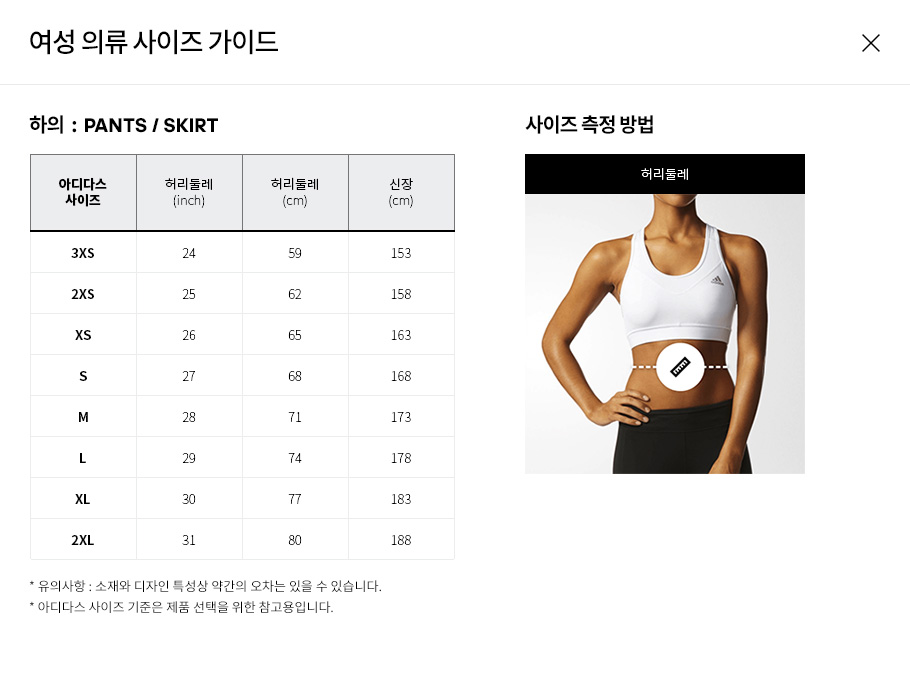 여성 의류 사이즈 가이드
하의 : PANTS / SKIRT
아디다스 사이즈 허리둘레 (inch) 허리둘레 (cm) 신장 (cm)
3XS 24 59 153
2XS 25 62 158
XS 26 65 163
S 27 68 168
M 28 71 173
L 29 74 178
XL 30 77 183
2XL 31 80 188
* 유의사항 : 소재와 디자인 특성상 약간의 오차는 있을 수 있습니다.
* 아디다스 사이즈 기준은 제품 선택을 위한 참고용입니다.
사이즈 측정 방법
허리둘레